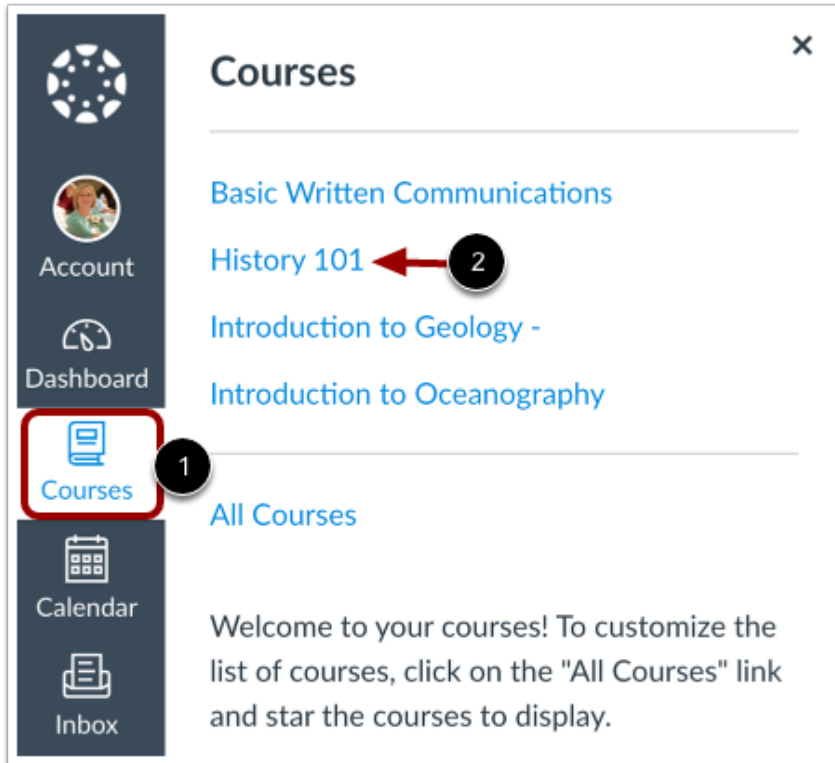 Account
Dashboard
Courses
1
Calendar
Inbox
Courses
×
Basic Written Communications
History 101
2
Introduction to Geology -
Introduction to Oceanography
All Courses
Welcome to your courses! To customize the
list of courses, click on the "All Courses" link
and star the courses to display.